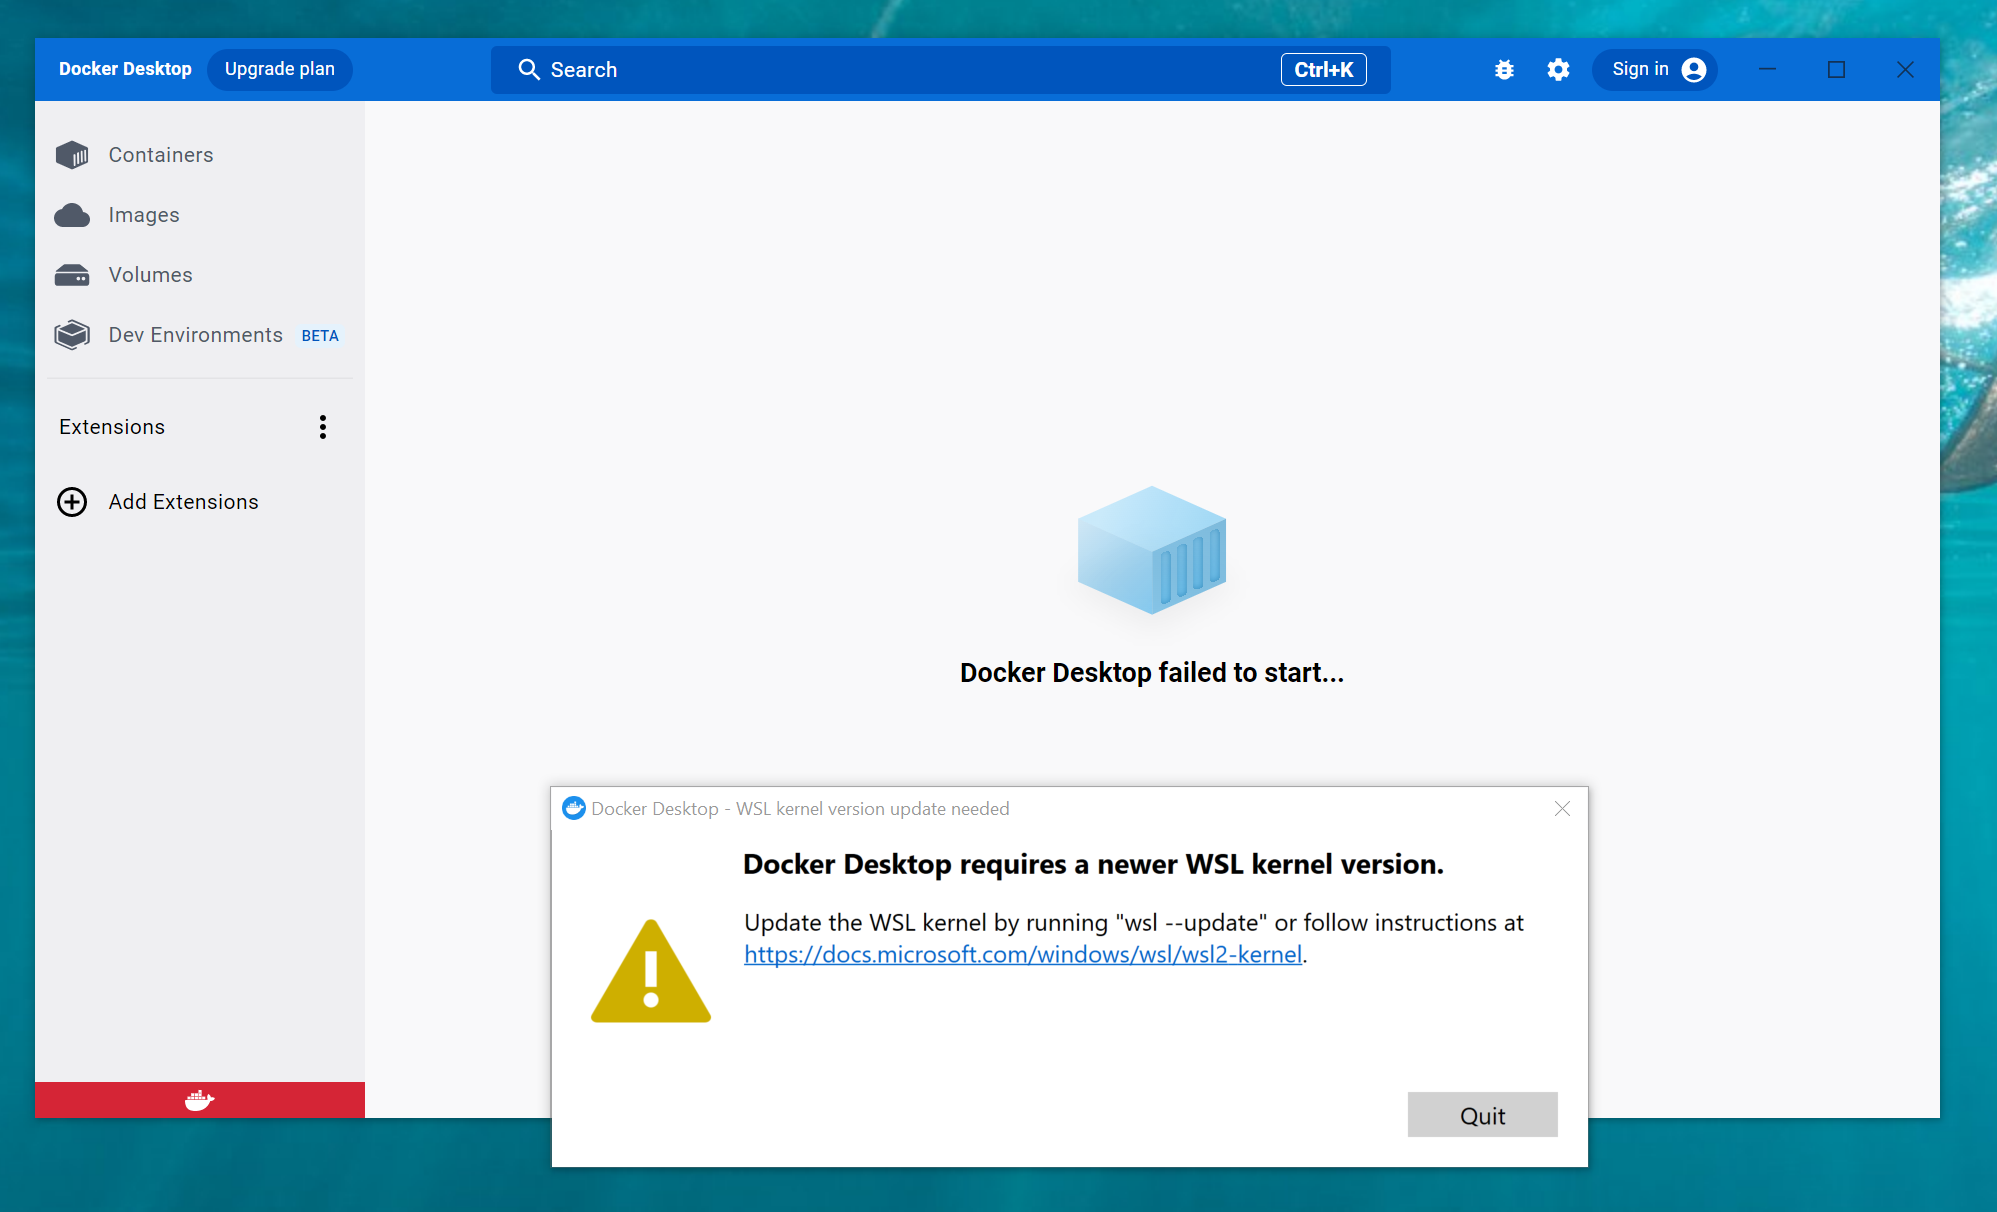 Docker Desktop
Upgrade plan
Search
Ctrl+K
Sign in
Containers
Images
Volumes
Dev Environments BETA
Extensions
Add Extensions
Docker Desktop failed to start...
Docker Desktop - WSL kernel version update needed
Docker Desktop requires a newer WSL kernel version.
Update the WSL kernel by running "wsl --update" or follow instructions at
https://docs.microsoft.com/windows/wsl/wsl2-kernel.
Quit